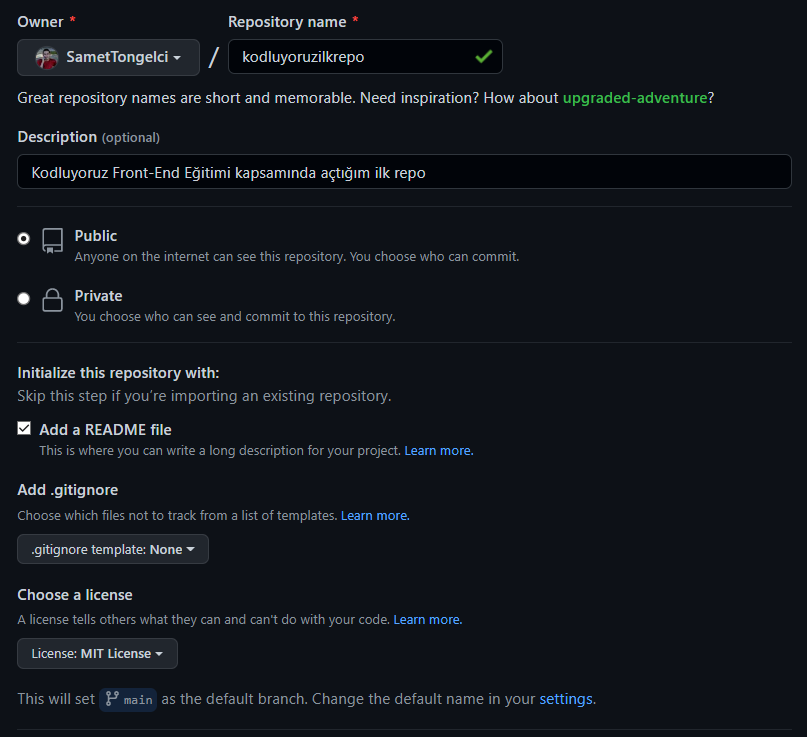 Owner * Repository name *
SametTongelci / kodluyoruzilkrepo
Great repository names are short and memorable. Need inspiration? How about upgraded-adventure?
Description (optional)
Kodluyoruz Front-End Eğitimi kapsamında açtığım ilk repo
Public
Anyone on the internet can see this repository. You choose who can commit.
Private
You choose who can see and commit to this repository.
Initialize this repository with:
Skip this step if you're importing an existing repository.
Add a README file
This is where you can write a long description for your project. Learn more.
Add .gitignore
Choose which files not to track from a list of templates. Learn more.
.gitignore template: None
Choose a license
A license tells others what they can and can't do with your code. Learn more.
License: MIT License
This will set main as the default branch. Change the default name in your settings.